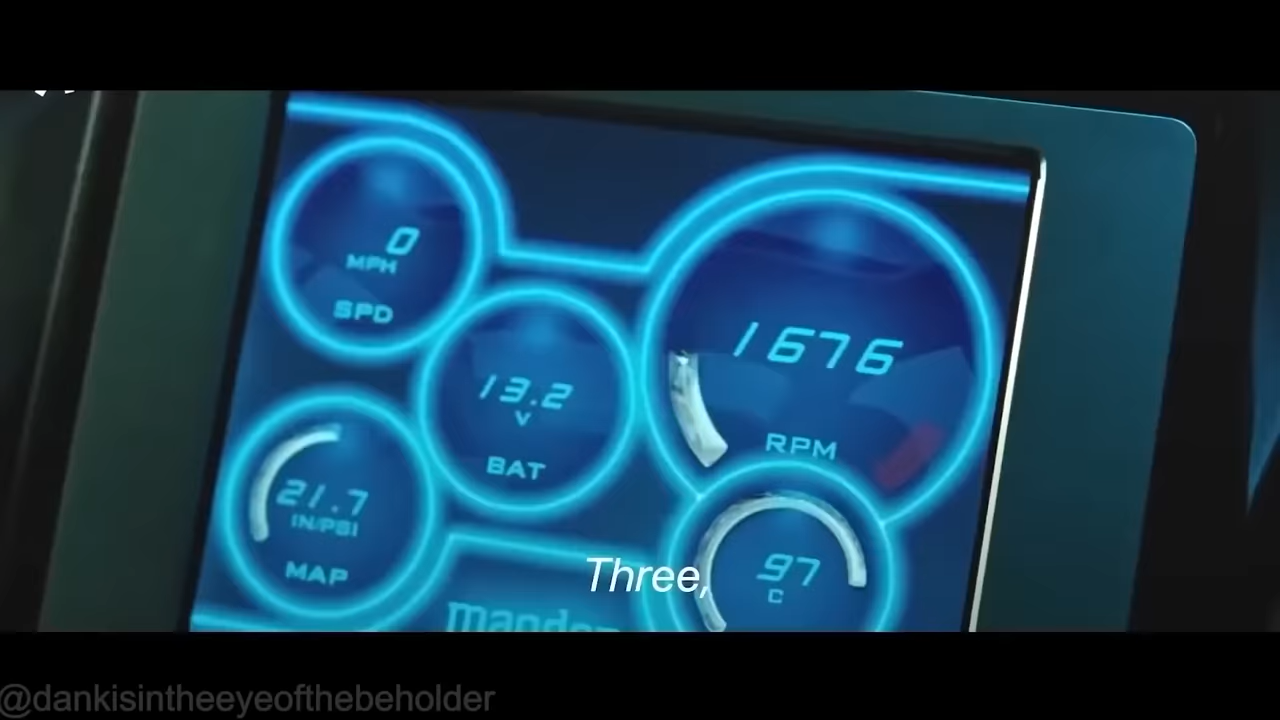 0
MPH
SPD
13.2
V
BAT
1676
RPM
21.7
IN/PSI
MAP
97
C
Three,
@dankisintheeyeofthebeholder